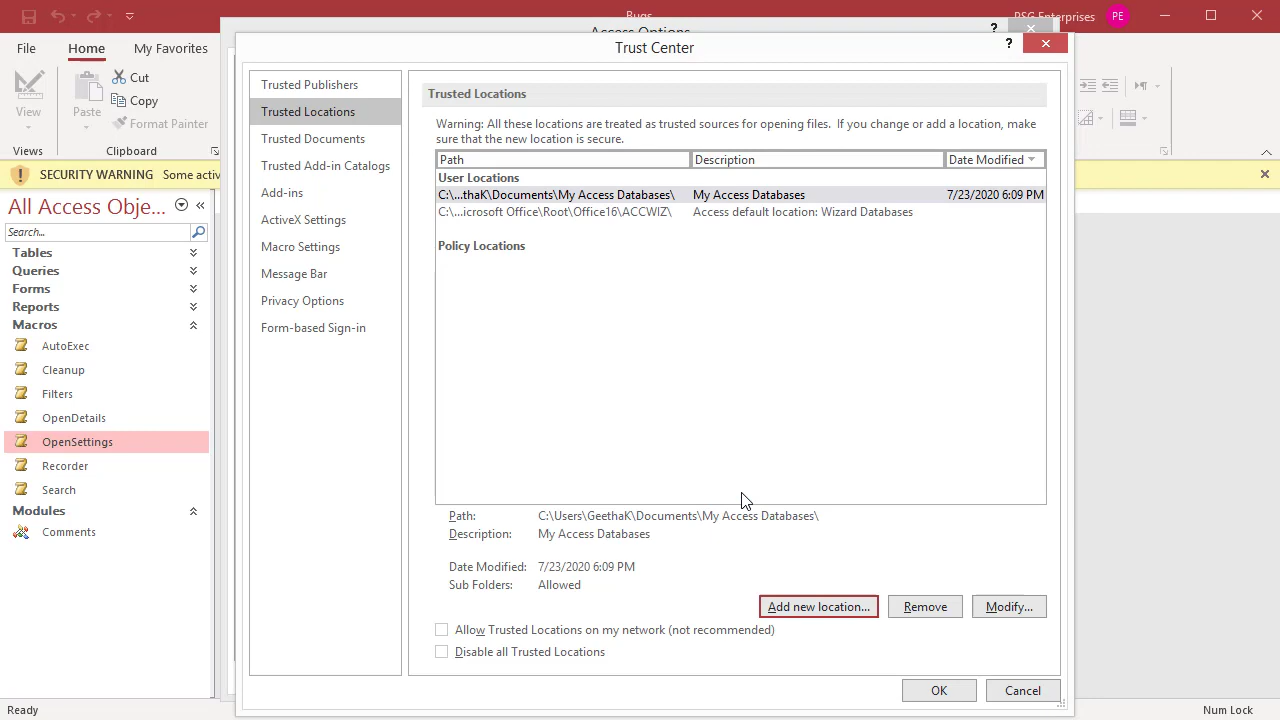 Bugs
PSG Enterprises
PE
File
Home
My Favorites
Access Options
?
Trust Center
?
View
Views
Paste
Cut
Copy
Format Painter
Clipboard
SECURITY WARNING Some activ
All Access Obje...
Search...
Tables
Queries
Forms
Reports
Macros
AutoExec
Cleanup
Filters
OpenDetails
OpenSettings
Recorder
Search
Modules
Comments
Trusted Publishers
Trusted Locations
Trusted Documents
Trusted Add-in Catalogs
Add-ins
ActiveX Settings
Macro Settings
Message Bar
Privacy Options
Form-based Sign-in
Trusted Locations
Warning: All these locations are treated as trusted sources for opening files. If you change or add a location, make
sure that the new location is secure.
Path Description Date Modified
User Locations
C:\...thaK\Documents\My Access Databases\ My Access Databases 7/23/2020 6:09 PM
C:\...icrosoft Office\Root\Office16\ACCWIZ\ Access default location: Wizard Databases
Policy Locations
Path: C:\Users\GeethaK\Documents\My Access Databases\
Description: My Access Databases
Date Modified: 7/23/2020 6:09 PM
Sub Folders: Allowed
Add new location... Remove Modify...
Allow Trusted Locations on my network (not recommended)
Disable all Trusted Locations
OK Cancel
Ready
Num Lock